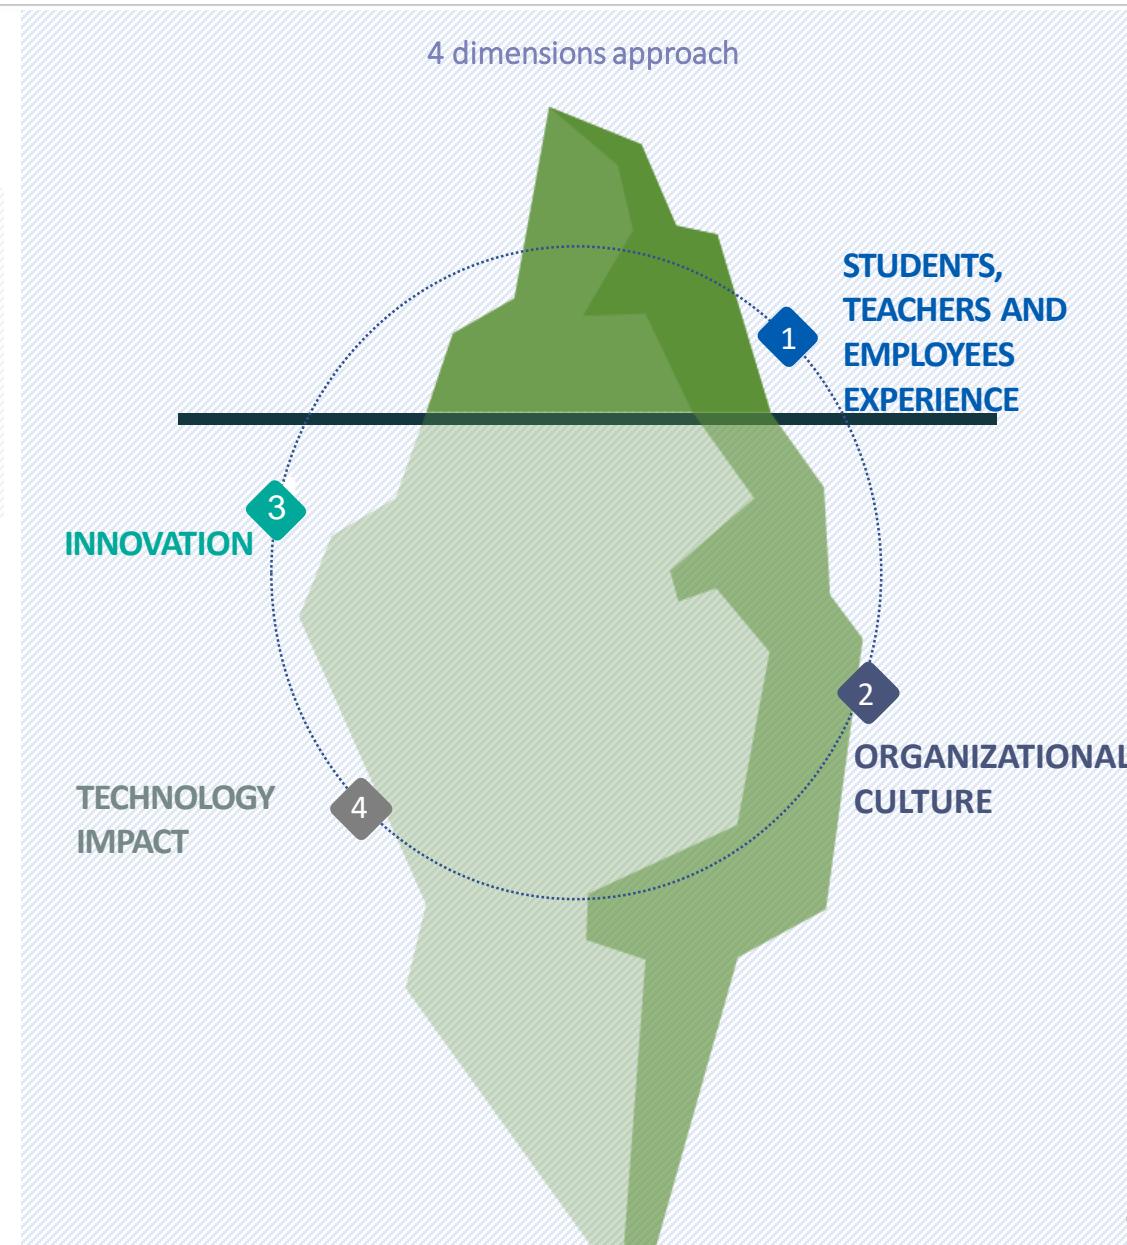 4 dimensions approach
STUDENTS,
TEACHERS AND
EMPLOYEES
EXPERIENCE
1
3
INNOVATION
2
ORGANIZATIONAL
CULTURE
4
TECHNOLOGY
IMPACT